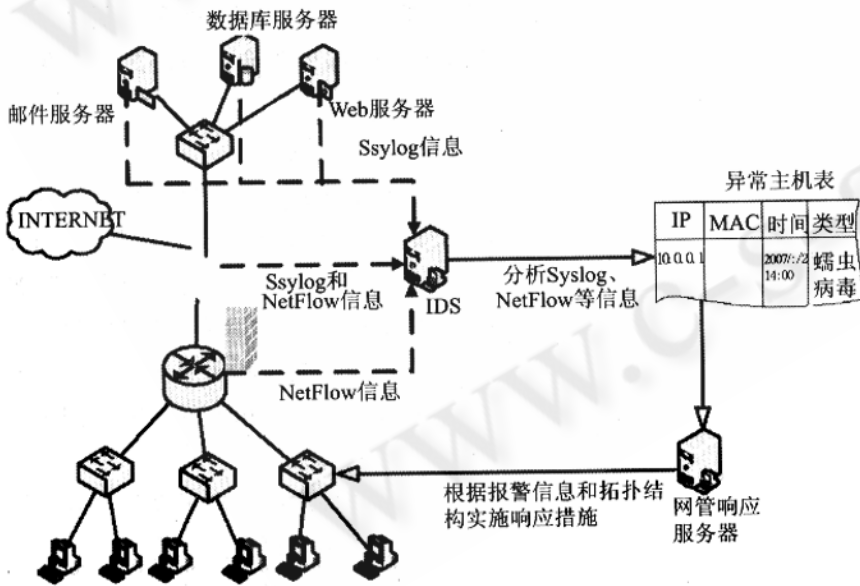 数据库服务器
邮件服务器
Web服务器
Ssylog信息
异常主机表
INTERNET
IP MAC 时间 类型
10.0.0.1 2007/:/2 蠕虫
14:00 病毒
Ssylog和
NetFlow信息
IDS
分析Syslog、
NetFlow等信息
NetFlow信息
根据报警信息和拓扑结
构实施响应措施
网管响应
服务器
www.c-s